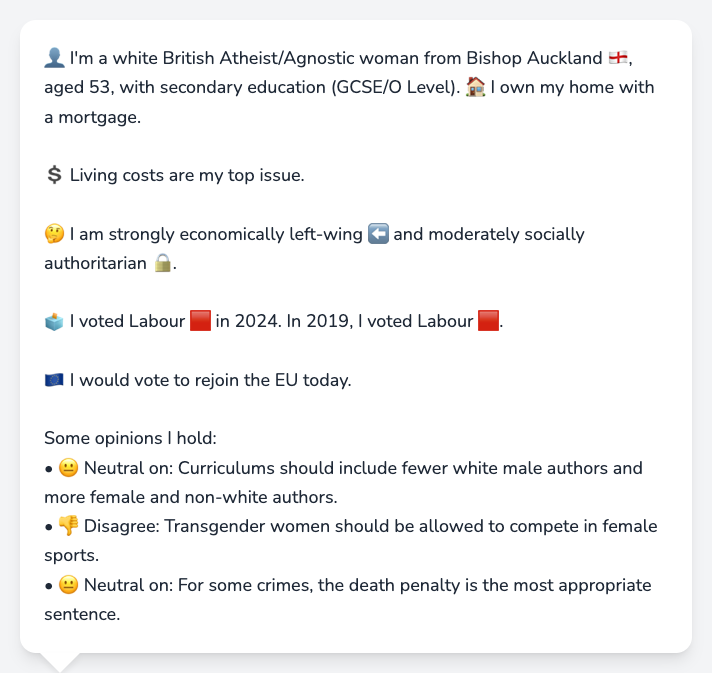 👤 I'm a white British Atheist/Agnostic woman from Bishop Auckland 🏴󠁧󠁢󠁥󠁮󠁧󠁿,
aged 53, with secondary education (GCSE/O Level). 🏠 I own my home with
a mortgage.
💲 Living costs are my top issue.
🤔 I am strongly economically left-wing ⬅️ and moderately socially
authoritarian 🔒.
🗳️ I voted Labour 🟥 in 2024. In 2019, I voted Labour 🟥.
🇪🇺 I would vote to rejoin the EU today.
Some opinions I hold:
• 😐 Neutral on: Curriculums should include fewer white male authors and
more female and non-white authors.
• 👎 Disagree: Transgender women should be allowed to compete in female
sports.
• 😐 Neutral on: For some crimes, the death penalty is the most appropriate
sentence.